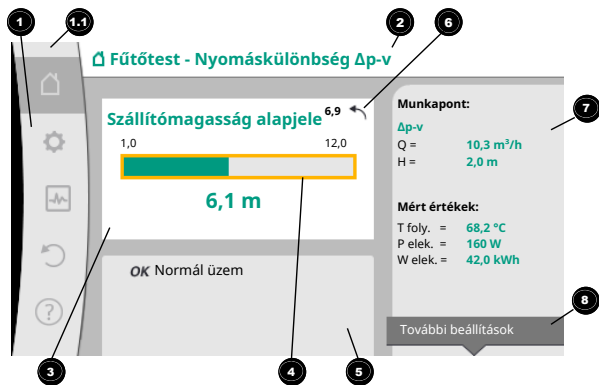 1
1.1
2
6
Fűtőtest - Nyomáskülönbség Δp-v
Szállítómagasság alapjele 6,9
1,0 12,0
6,1 m
OK Normál üzem
Munkapont:
7
Δp-v
Q = 10,3 m³/h
H = 2,0 m
Mért értékek:
T foly. = 68,2 °C
P elek. = 160 W
W elek. = 42,0 kWh
8
További beállítások
?
3
4
5